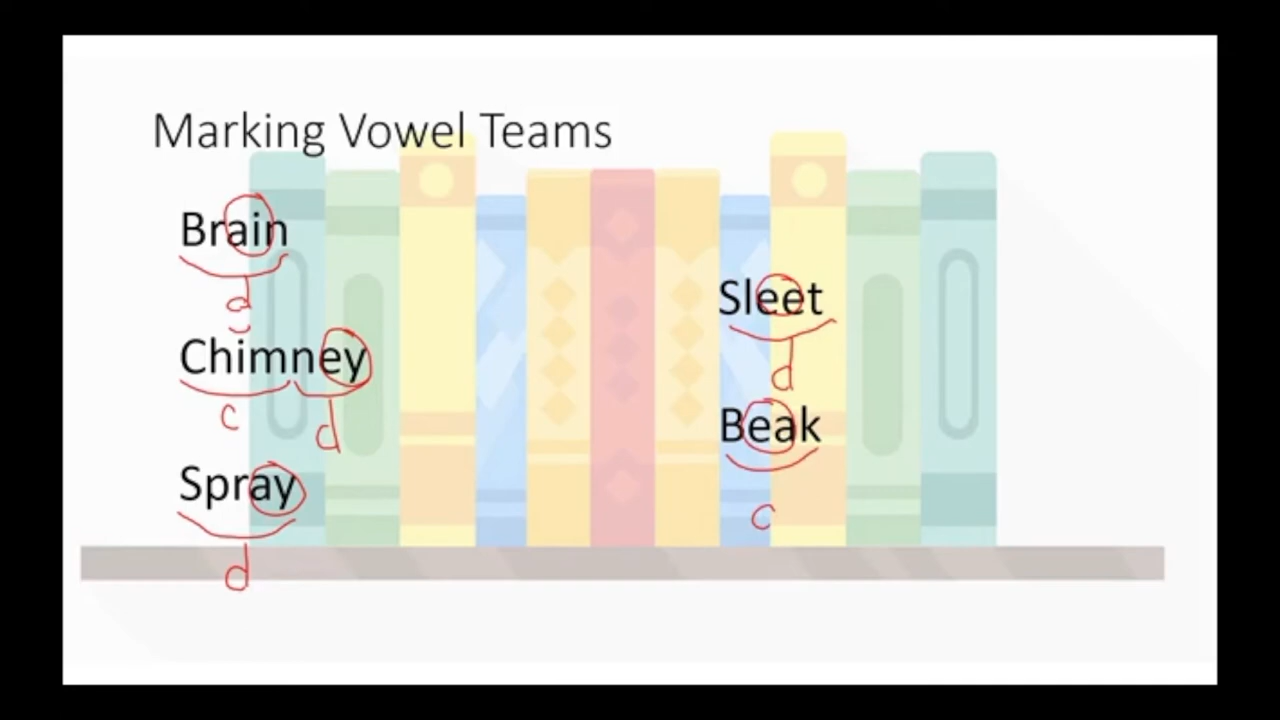 Marking Vowel Teams
Brain
d
Chimney
c d
Spray
d
Sleet
d
Beak
c